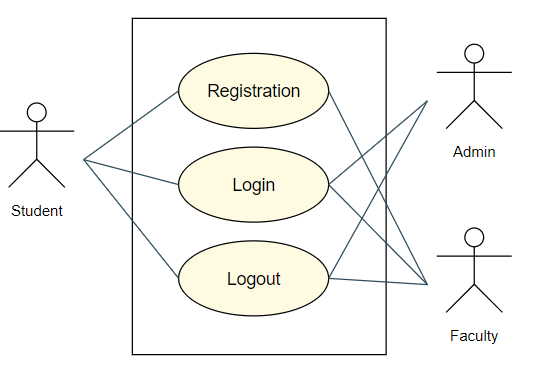 Registration
Admin
Login
Student
Logout
Faculty